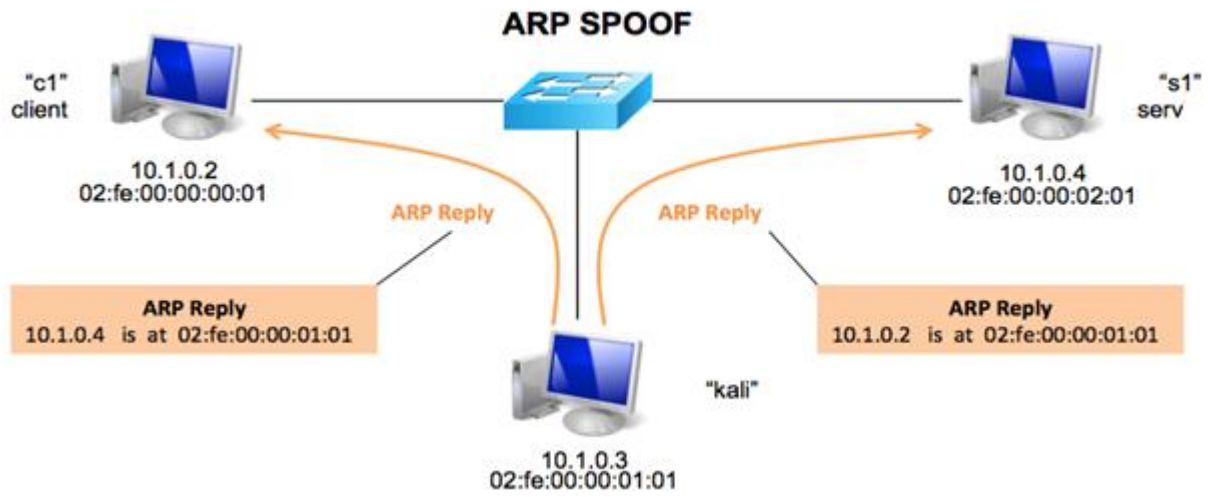 ARP SPOOF
"c1"
client
10.1.0.2
02:fe:00:00:00:01
"s1"
serv
10.1.0.4
02:fe:00:00:02:01
ARP Reply
ARP Reply
ARP Reply
10.1.0.4 is at 02:fe:00:00:01:01
ARP Reply
10.1.0.2 is at 02:fe:00:00:01:01
"kali"
10.1.0.3
02:fe:00:00:01:01